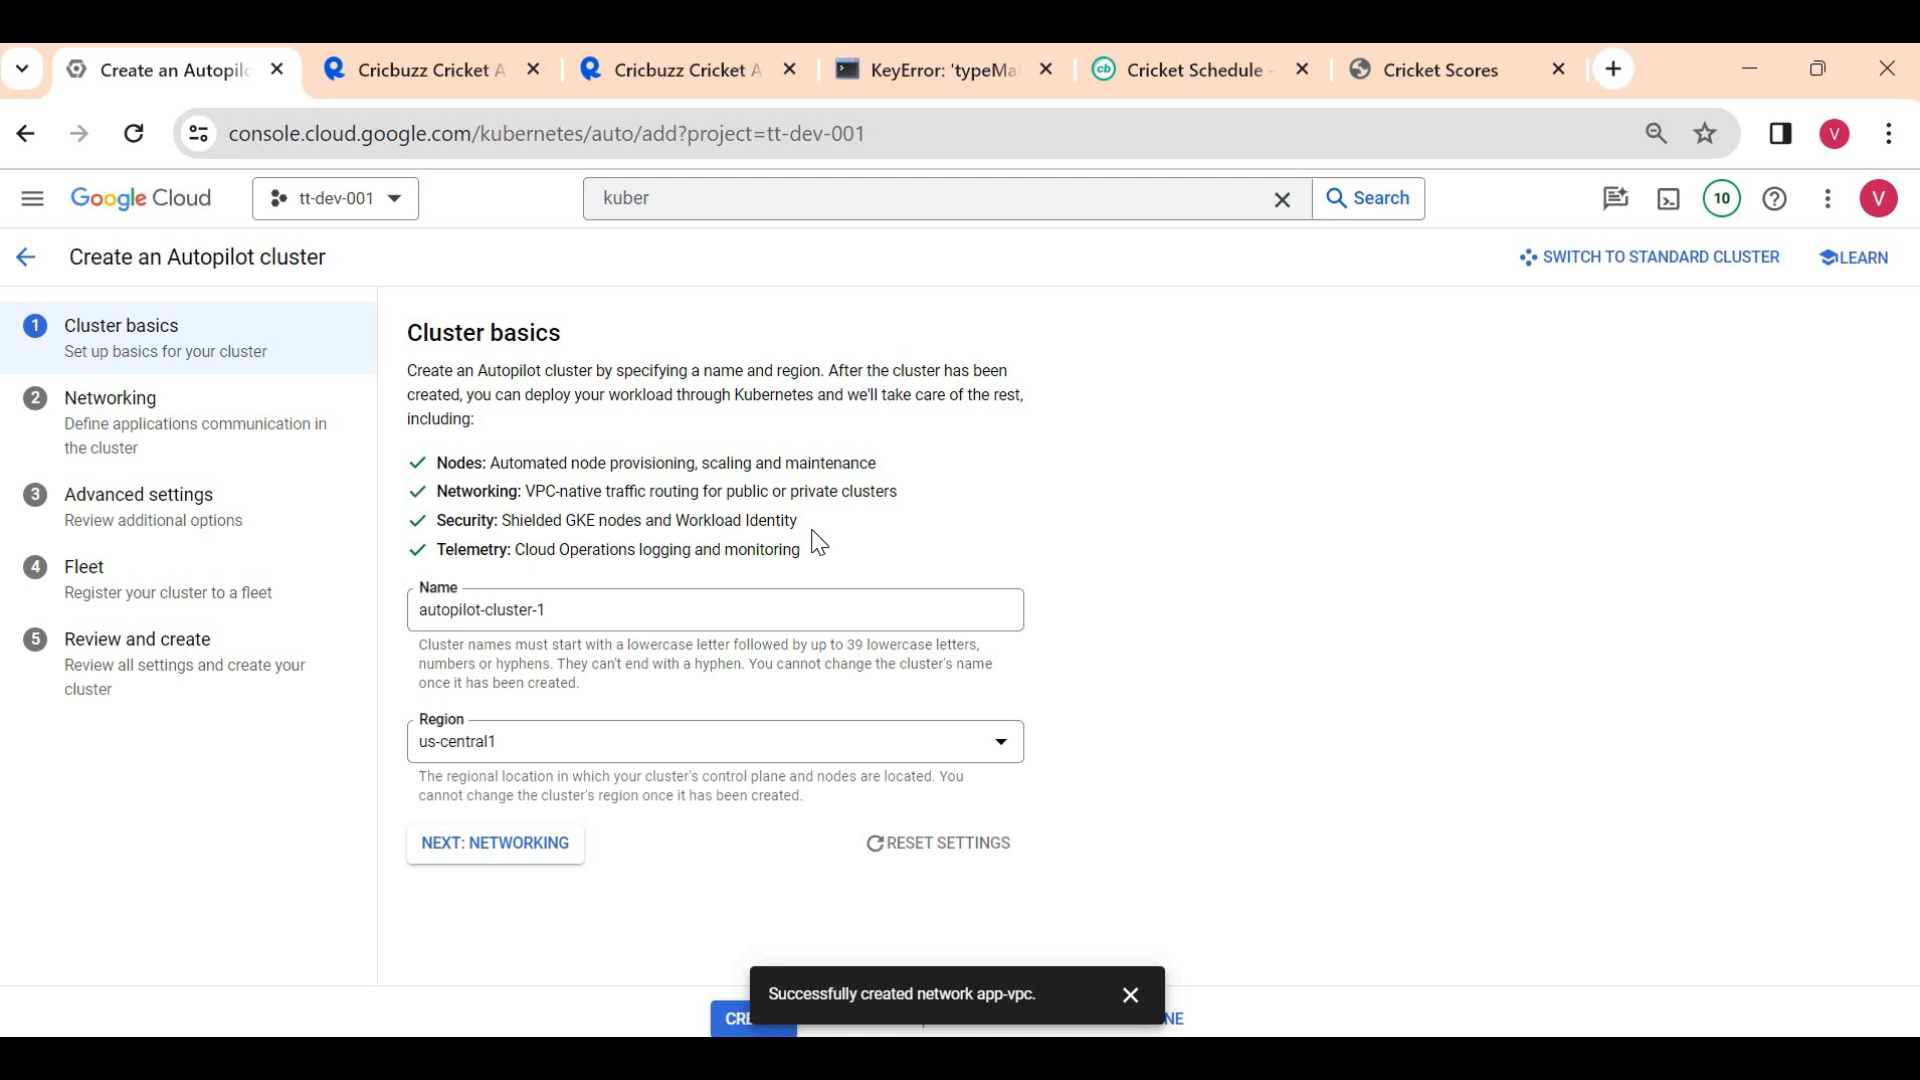 Create an Autopilc
Cricbuzz Cricket A
Cricbuzz Cricket A
KeyError: 'typeMa
Cricket Schedule -
Cricket Scores
console.cloud.google.com/kubernetes/auto/add?project=tt-dev-001
V
Google Cloud
tt-dev-001
kuber
Search
10
V
Create an Autopilot cluster
SWITCH TO STANDARD CLUSTER
LEARN
1 Cluster basics
Set up basics for your cluster
2 Networking
Define applications communication in
the cluster
3 Advanced settings
Review additional options
4 Fleet
Register your cluster to a fleet
5 Review and create
Review all settings and create your
cluster
Cluster basics
Create an Autopilot cluster by specifying a name and region. After the cluster has been
created, you can deploy your workload through Kubernetes and we'll take care of the rest,
including:
Nodes: Automated node provisioning, scaling and maintenance
Networking: VPC-native traffic routing for public or private clusters
Security: Shielded GKE nodes and Workload Identity
Telemetry: Cloud Operations logging and monitoring
Name
autopilot-cluster-1
Cluster names must start with a lowercase letter followed by up to 39 lowercase letters,
numbers or hyphens. They can't end with a hyphen. You cannot change the cluster's name
once it has been created.
Region
us-central1
The regional location in which your cluster's control plane and nodes are located. You
cannot change the cluster's region once it has been created.
NEXT: NETWORKING
RESET SETTINGS
Successfully created network app-vpc.
CRE
NE